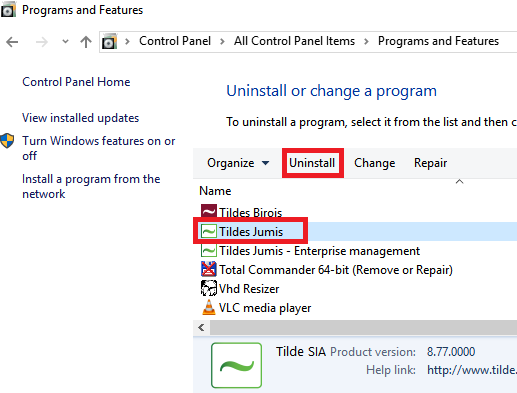 Programs and Features
Control Panel > All Control Panel Items > Programs and Features
Control Panel Home
View installed updates
Turn Windows features on or
off
Install a program from the
network
Uninstall or change a program
To uninstall a program, select it from the list and then c
Organize Uninstall Change Repair
Name
Tildes Birojs
Tildes Jumis
Tildes Jumis - Enterprise management
Total Commander 64-bit (Remove or Repair)
Vhd Resizer
VLC media player
Tilde SIA Product version: 8.77.0000
Help link: http://www.tilde.